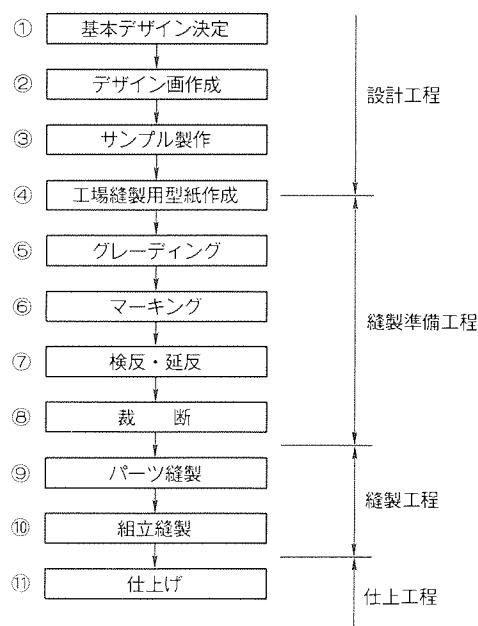 ① 基本デザイン決定
② デザイン画作成
③ サンプル製作
④ 工場縫製用型紙作成
⑤ グレーディング
⑥ マーキング
⑦ 検反・延反
⑧ 裁　断
⑨ パーツ縫製
⑩ 組立縫製
⑪ 仕上げ
設計工程
縫製準備工程
縫製工程
仕上工程